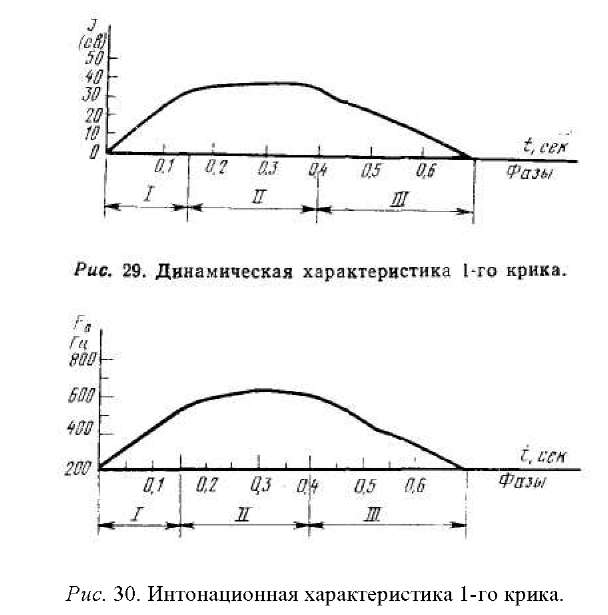 J
(дВ)
50
40
30
20
10
0
0,1 0,2 0,3 0,4 0,5 0,6
t, сек
Фазы
I II III
Рис. 29. Динамическая характеристика 1-го крика.
F₀
Гц
800
600
400
200
0,1 0,2 0,3 0,4 0,5 0,6
t, сек
Фазы
I II III
Рис. 30. Интонационная характеристика 1-го крика.